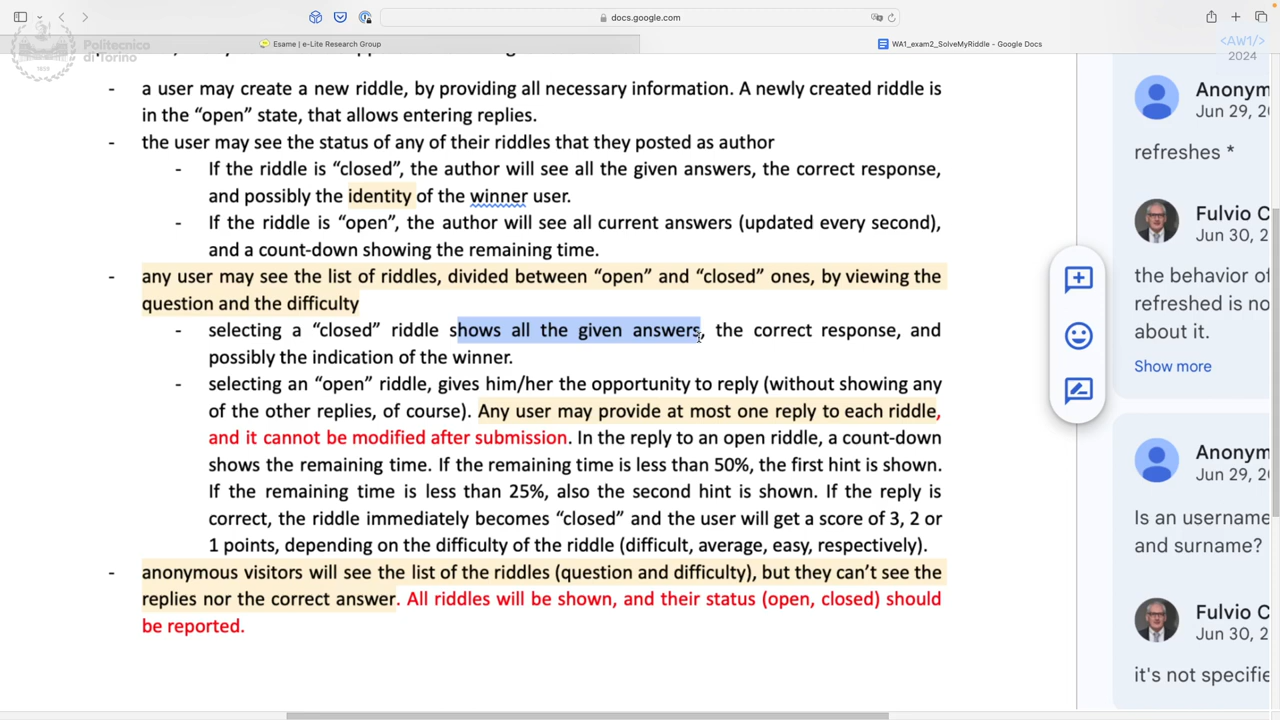 docs.google.com
Esame | e-Lite Research Group
WA1_exam2_SolveMyRiddle - Google Docs
Politecnico
di Torino
1859
<AW1/>
2024
- a user may create a new riddle, by providing all necessary information. A newly created riddle is
in the “open” state, that allows entering replies.
- the user may see the status of any of their riddles that they posted as author
- If the riddle is “closed”, the author will see all the given answers, the correct response,
and possibly the identity of the winner user.
- If the riddle is “open”, the author will see all current answers (updated every second),
and a count-down showing the remaining time.
- any user may see the list of riddles, divided between “open” and “closed” ones, by viewing the
question and the difficulty
- selecting a “closed” riddle shows all the given answers, the correct response, and
possibly the indication of the winner.
- selecting an “open” riddle, gives him/her the opportunity to reply (without showing any
of the other replies, of course). Any user may provide at most one reply to each riddle,
and it cannot be modified after submission. In the reply to an open riddle, a count-down
shows the remaining time. If the remaining time is less than 50%, the first hint is shown.
If the remaining time is less than 25%, also the second hint is shown. If the reply is
correct, the riddle immediately becomes “closed” and the user will get a score of 3, 2 or
1 points, depending on the difficulty of the riddle (difficult, average, easy, respectively).
- anonymous visitors will see the list of the riddles (question and difficulty), but they can’t see the
replies nor the correct answer. All riddles will be shown, and their status (open, closed) should
be reported.
Anonym
Jun 29, 20
refreshes *
Fulvio C
Jun 29, 20
the behavior of
refreshed is no
about it.
Show more
Anonym
Jun 29, 20
Is an username
and surname?
Fulvio C
Jun 30, 20
it's not specifie